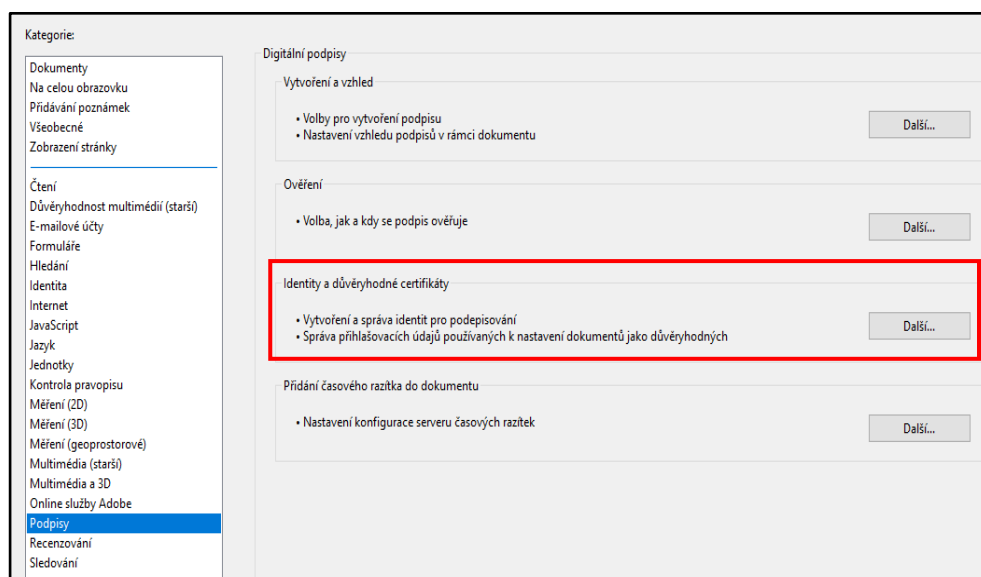 Kategorie:
Dokumenty
Na celou obrazovku
Přidávání poznámek
Všeobecné
Zobrazení stránky
Čtení
Důvěryhodnost multimédií (starší)
E-mailové účty
Formuláře
Hledání
Identita
Internet
JavaScript
Jazyk
Jednotky
Kontrola pravopisu
Měření (2D)
Měření (3D)
Měření (geoprostorové)
Multimédia (starší)
Multimédia a 3D
Online služby Adobe
Podpisy
Recenzování
Sledování
Digitální podpisy
Vytvoření a vzhled
• Volby pro vytvoření podpisu
• Nastavení vzhledu podpisů v rámci dokumentu
Další...
Ověření
• Volba, jak a kdy se podpis ověřuje
Další...
Identity a důvěryhodné certifikáty
• Vytvoření a správa identit pro podepisování
• Správa přihlašovacích údajů používaných k nastavení dokumentů jako důvěryhodných
Další...
Přidání časového razítka do dokumentu
• Nastavení konfigurace serveru časových razítek
Další...